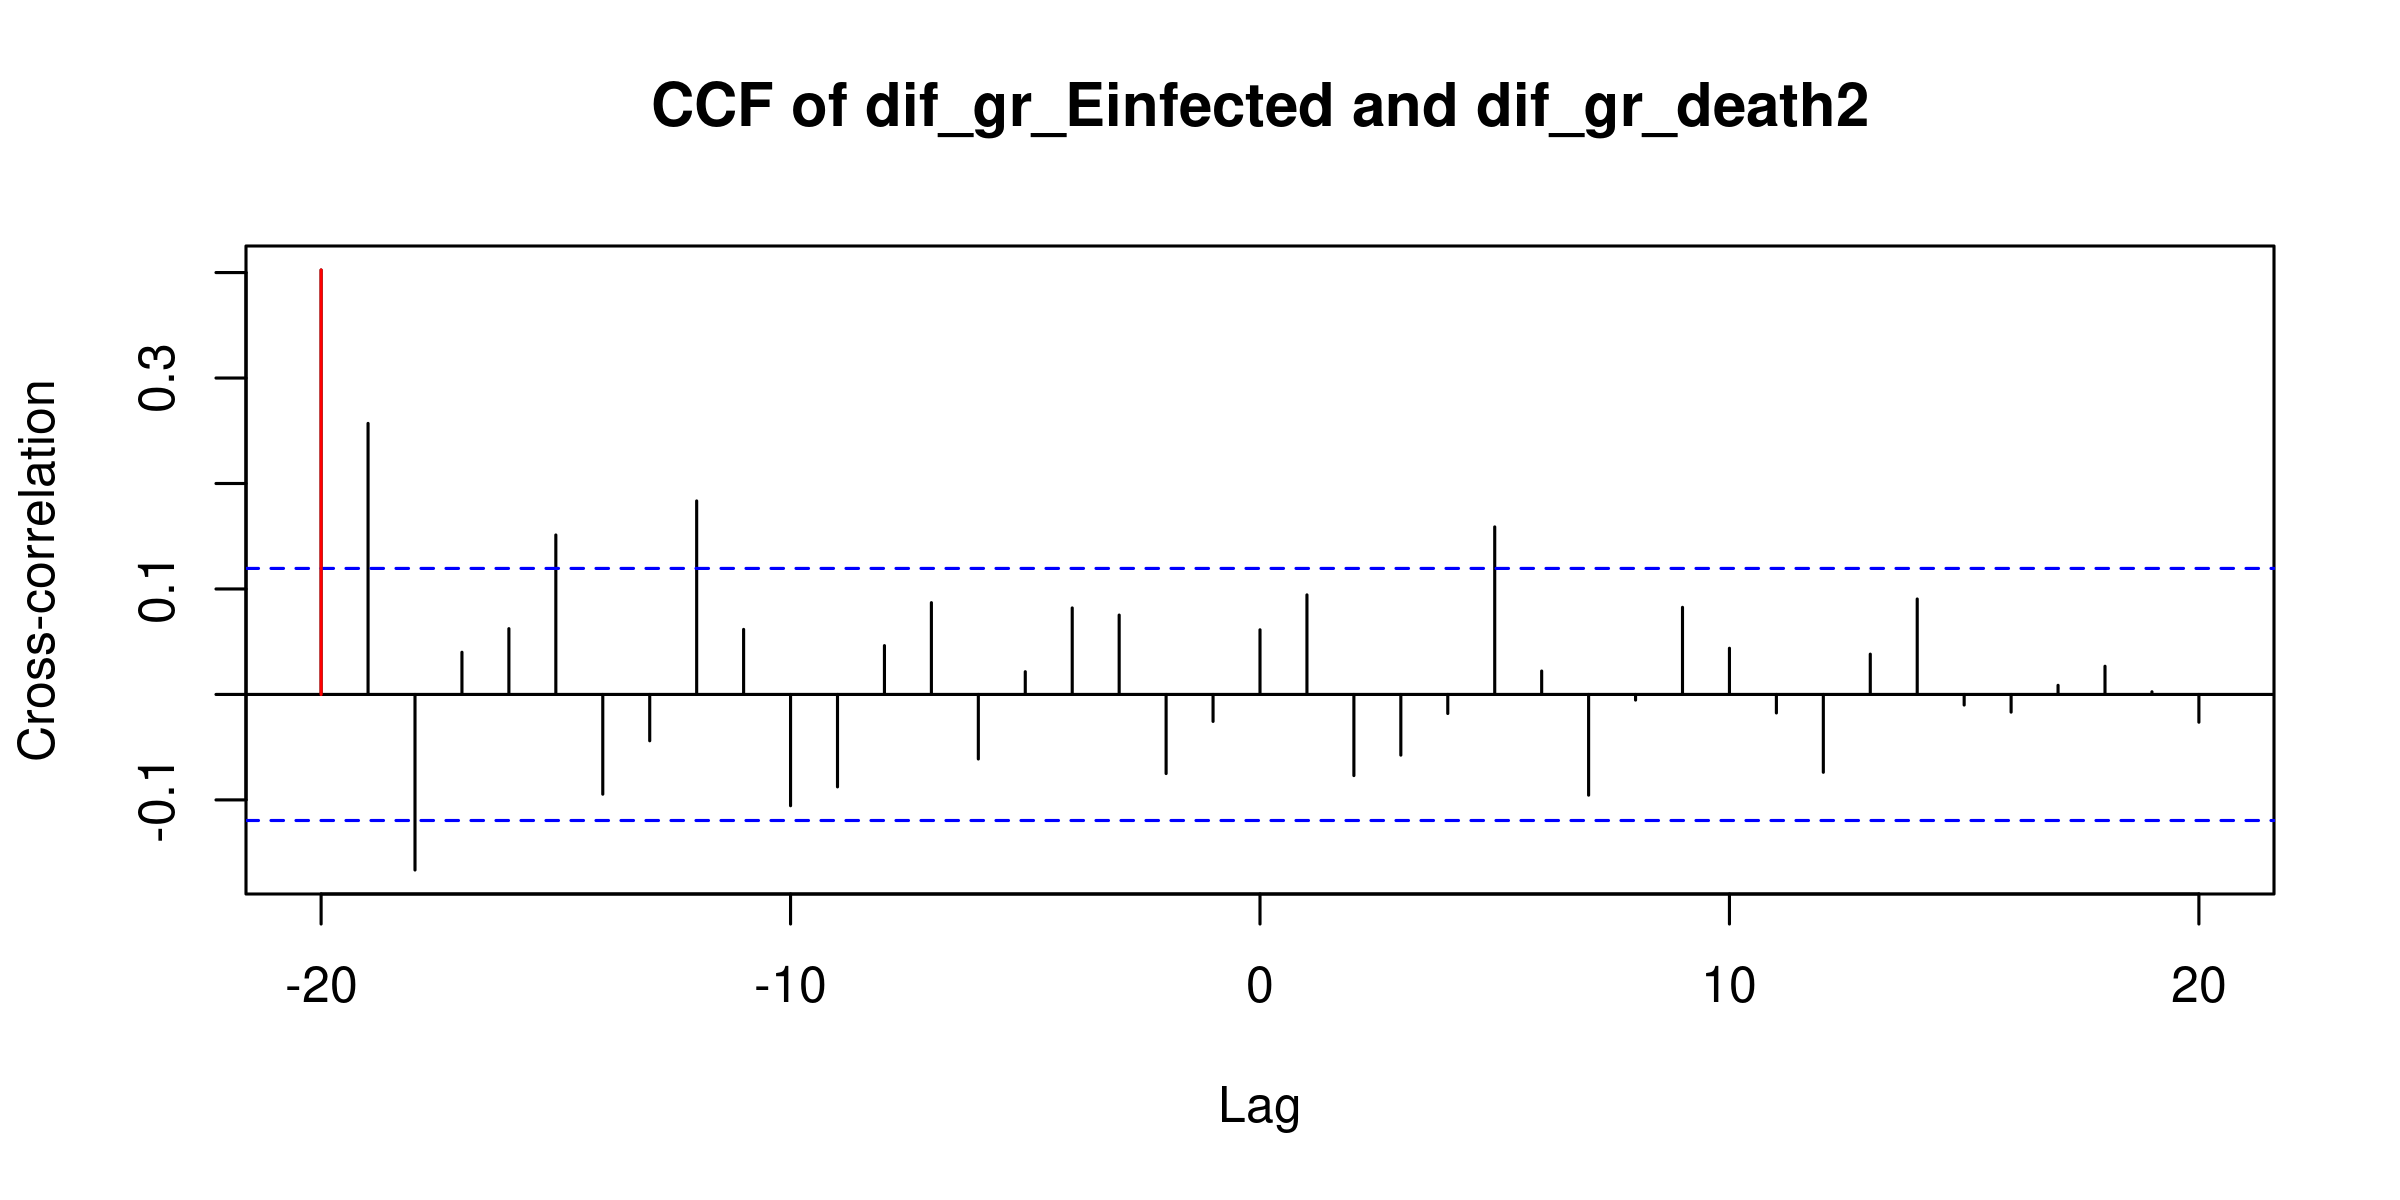 CCF of dif_gr_Einfected and dif_gr_death2
Cross-correlation
0.3
0.1
-0.1
-20 -10 0 10 20
Lag